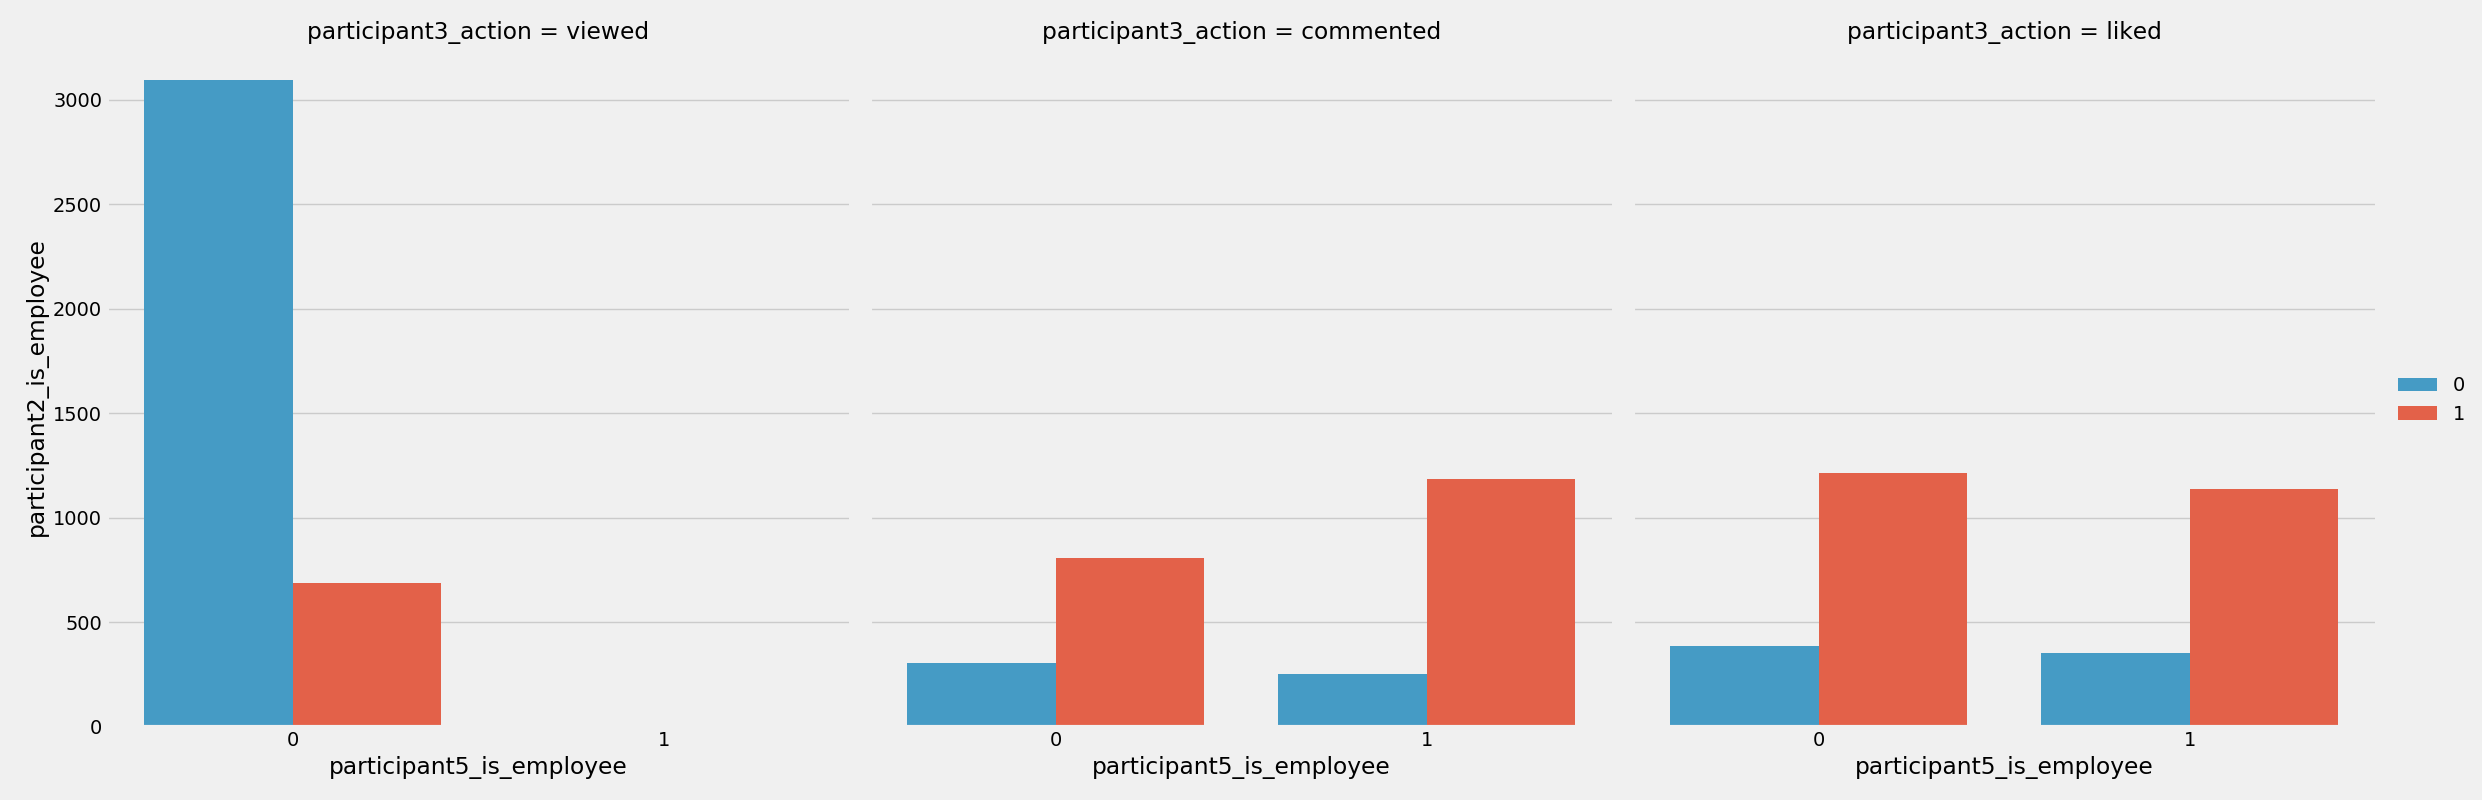 participant3_action = viewed
participant3_action = commented
participant3_action = liked
participant2_is_employee
3000
2500
2000
1500
1000
500
0
0
1
0
1
0
1
participant5_is_employee
participant5_is_employee
participant5_is_employee
0
1